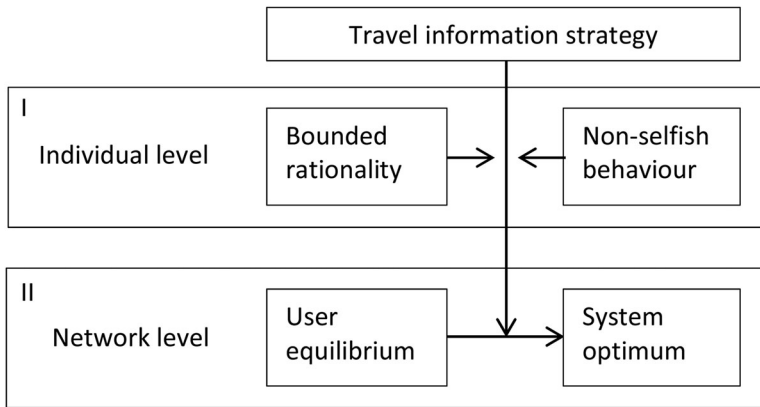 Travel information strategy
I
Individual level
Bounded
rationality
Non-selfish
behaviour
II
Network level
User
equilibrium
System
optimum